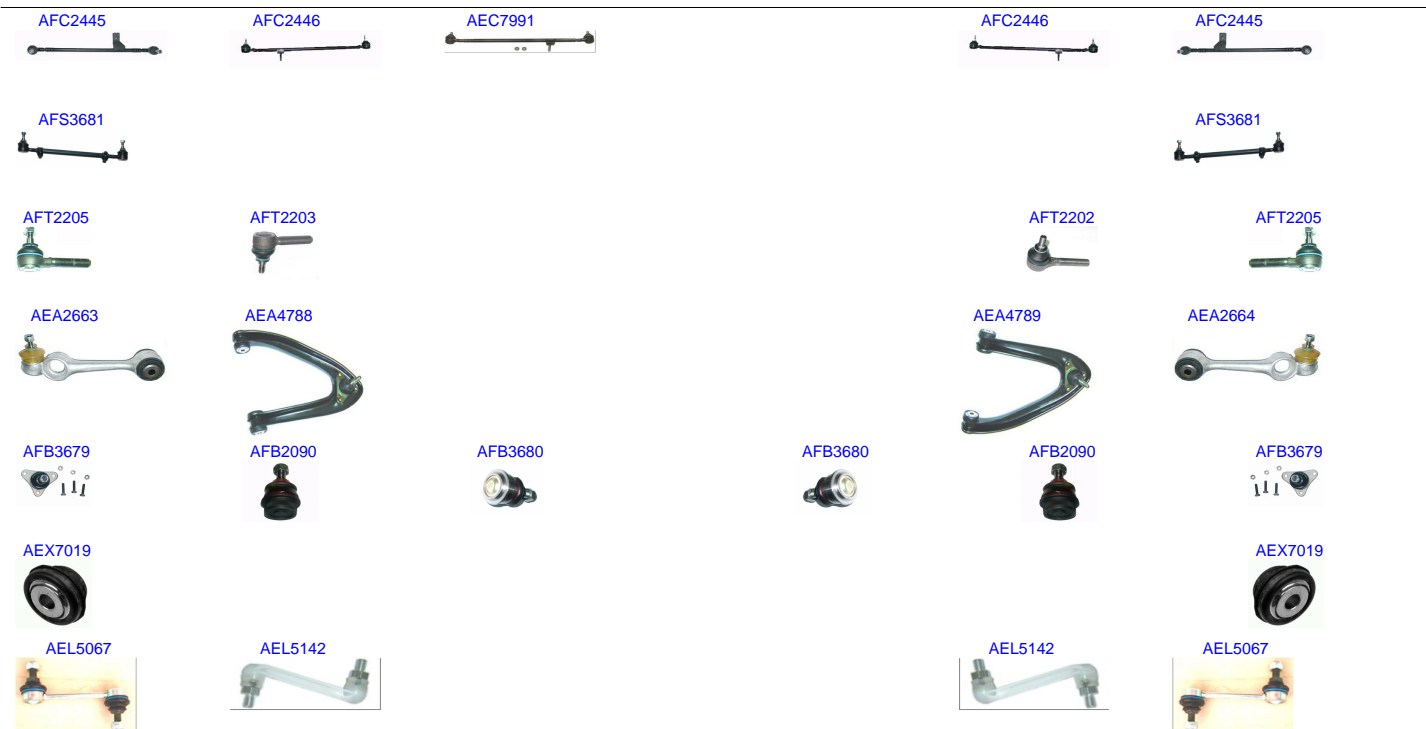 AFC2445 AFC2446 AEC7991 AFC2446 AFC2445
AFS3681 AFS3681
AFT2205 AFT2203 AFT2202 AFT2205
AEA2663 AEA4788 AEA4789 AEA2664
AFB3679 AFB2090 AFB3680 AFB3680 AFB2090 AFB3679
AEX7019 AEX7019
AEL5067 AEL5142 AEL5142 AEL5067